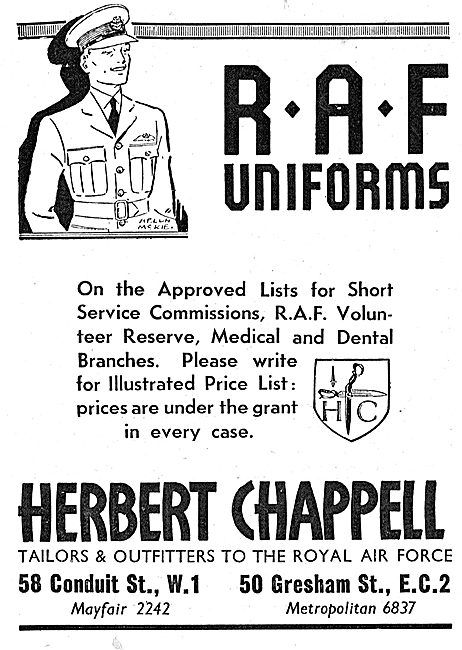 R·A·F
UNIFORMS
HELEN
MCKIE.
On the Approved Lists for Short
Service Commissions, R.A.F. Volun-
teer Reserve, Medical and Dental
Branches. Please write
for Illustrated Price List:
prices are under the grant
in every case.
H C
HERBERT CHAPPELL
TAILORS & OUTFITTERS TO THE ROYAL AIR FORCE
58 Conduit St., W.1 50 Gresham St., E.C.2
Mayfair 2242 Metropolitan 6837